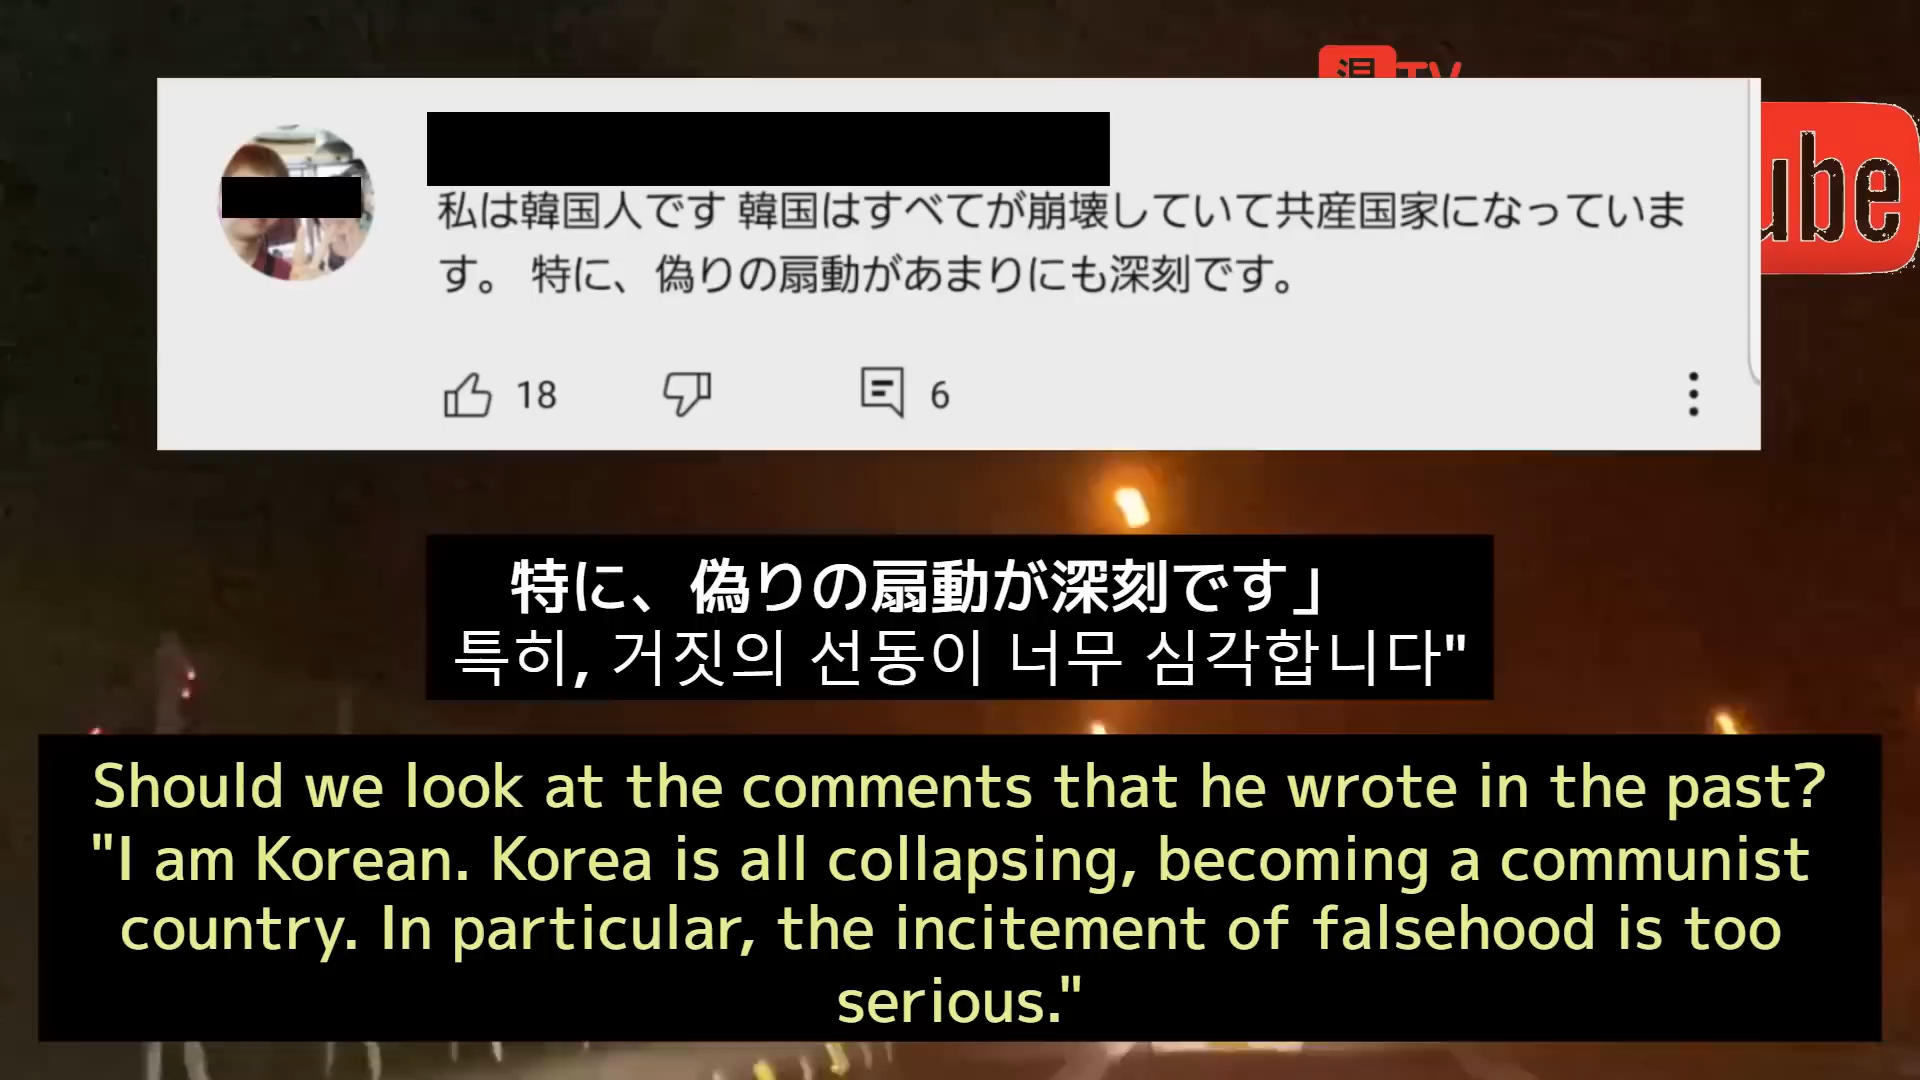 TV
ube
私は韓国人です 韓国はすべてが崩壊していて共産国家になっていま
す。 特に、偽りの扇動があまりにも深刻です。
18
6
特に、偽りの扇動が深刻です」
특히, 거짓의 선동이 너무 심각합니다"
Should we look at the comments that he wrote in the past?
"I am Korean. Korea is all collapsing, becoming a communist
country. In particular, the incitement of falsehood is too
serious."